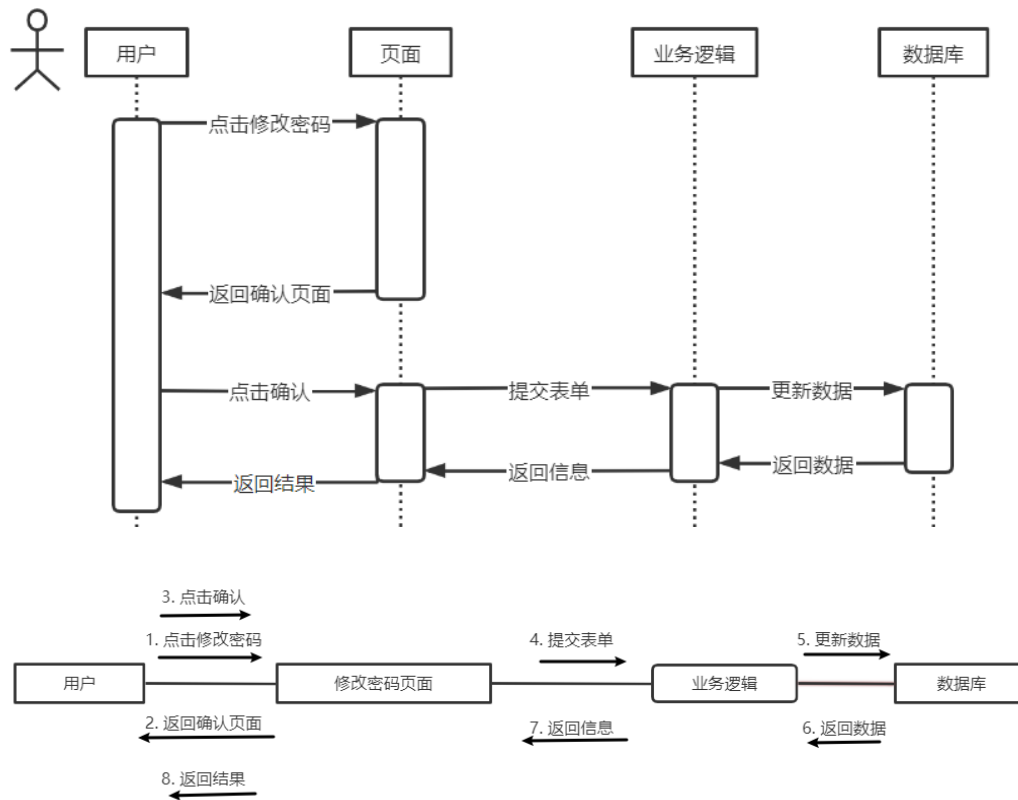 用户 页面 业务逻辑 数据库
点击修改密码
返回确认页面
点击确认 提交表单 更新数据
返回结果 返回信息 返回数据
3. 点击确认
1. 点击修改密码 4. 提交表单 5. 更新数据
用户 修改密码页面 业务逻辑 数据库
2. 返回确认页面 7. 返回信息 6. 返回数据
8. 返回结果